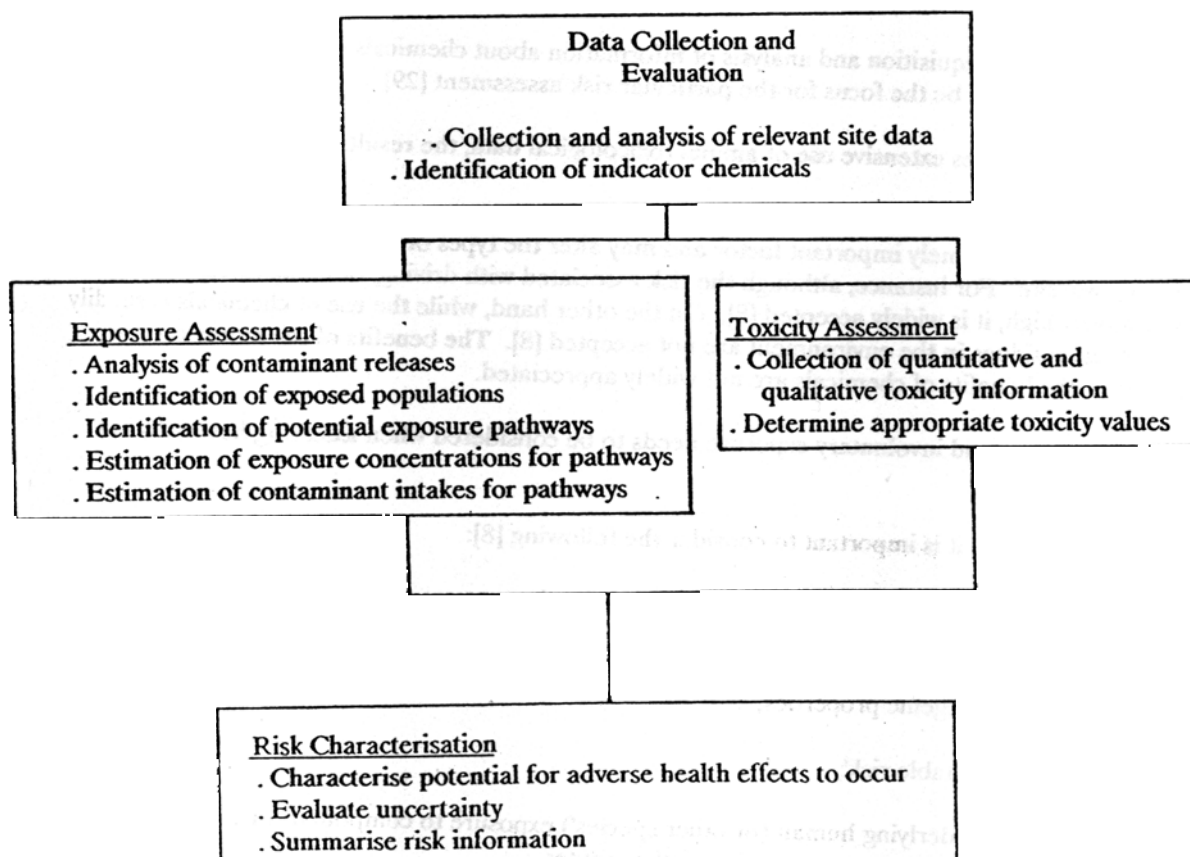 Data Collection and
Evaluation
. Collection and analysis of relevant site data
. Identification of indicator chemicals
Exposure Assessment
. Analysis of contaminant releases
. Identification of exposed populations
. Identification of potential exposure pathways
. Estimation of exposure concentrations for pathways
. Estimation of contaminant intakes for pathways
Toxicity Assessment
. Collection of quantitative and
qualitative toxicity information
. Determine appropriate toxicity values
Risk Characterisation
. Characterise potential for adverse health effects to occur
. Evaluate uncertainty
. Summarise risk information